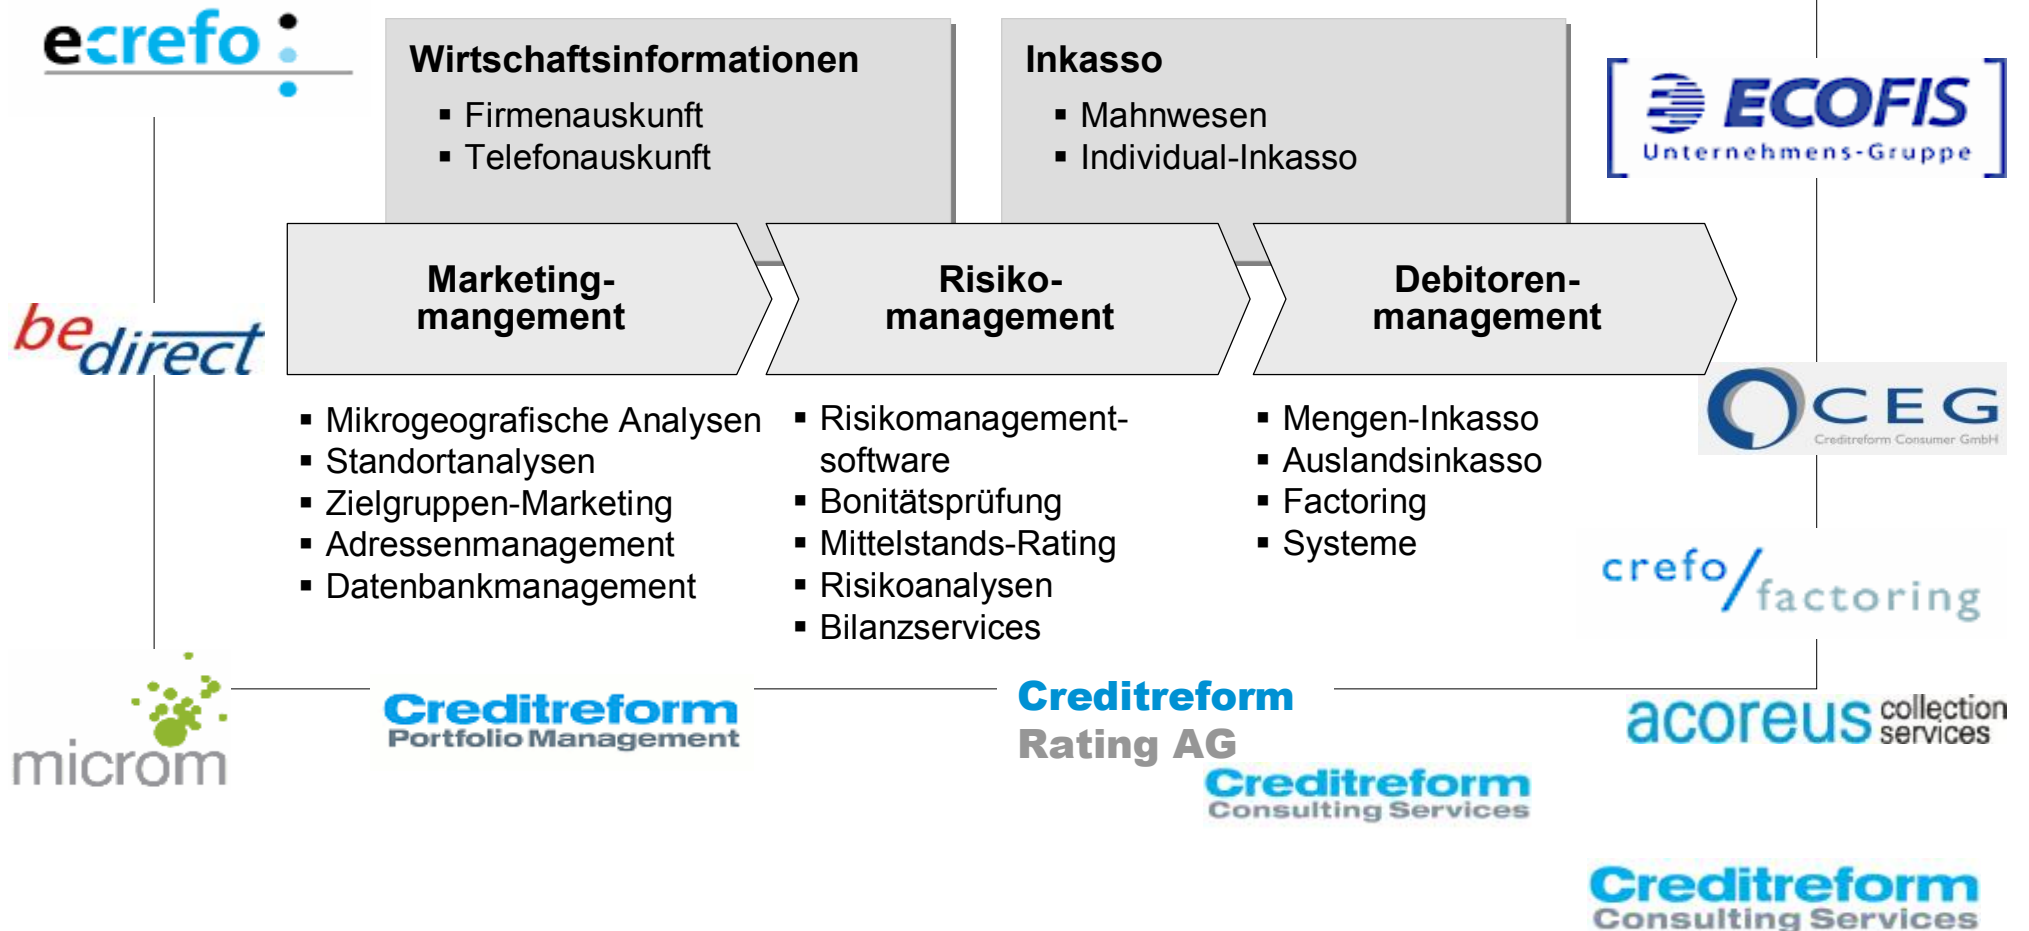 ecrefo
Wirtschaftsinformationen
▪ Firmenauskunft
▪ Telefonauskunft
Inkasso
▪ Mahnwesen
▪ Individual-Inkasso
ECOFIS
Unternehmens-Gruppe
be direct
Marketing-
mangement
Risiko-
management
Debitoren-
management
▪ Mikrogeografische Analysen
▪ Standortanalysen
▪ Zielgruppen-Marketing
▪ Adressenmanagement
▪ Datenbankmanagement
▪ Risikomanagement-
software
▪ Bonitätsprüfung
▪ Mittelstands-Rating
▪ Risikoanalysen
▪ Bilanzservices
▪ Mengen-Inkasso
▪ Auslandsinkasso
▪ Factoring
▪ Systeme
CEG
Creditreform Consumer GmbH
crefo/
factoring
microm
Creditreform
Portfolio Management
Creditreform
Rating AG
Creditreform
Consulting Services
acoreus collection
services
Creditreform
Consulting Services